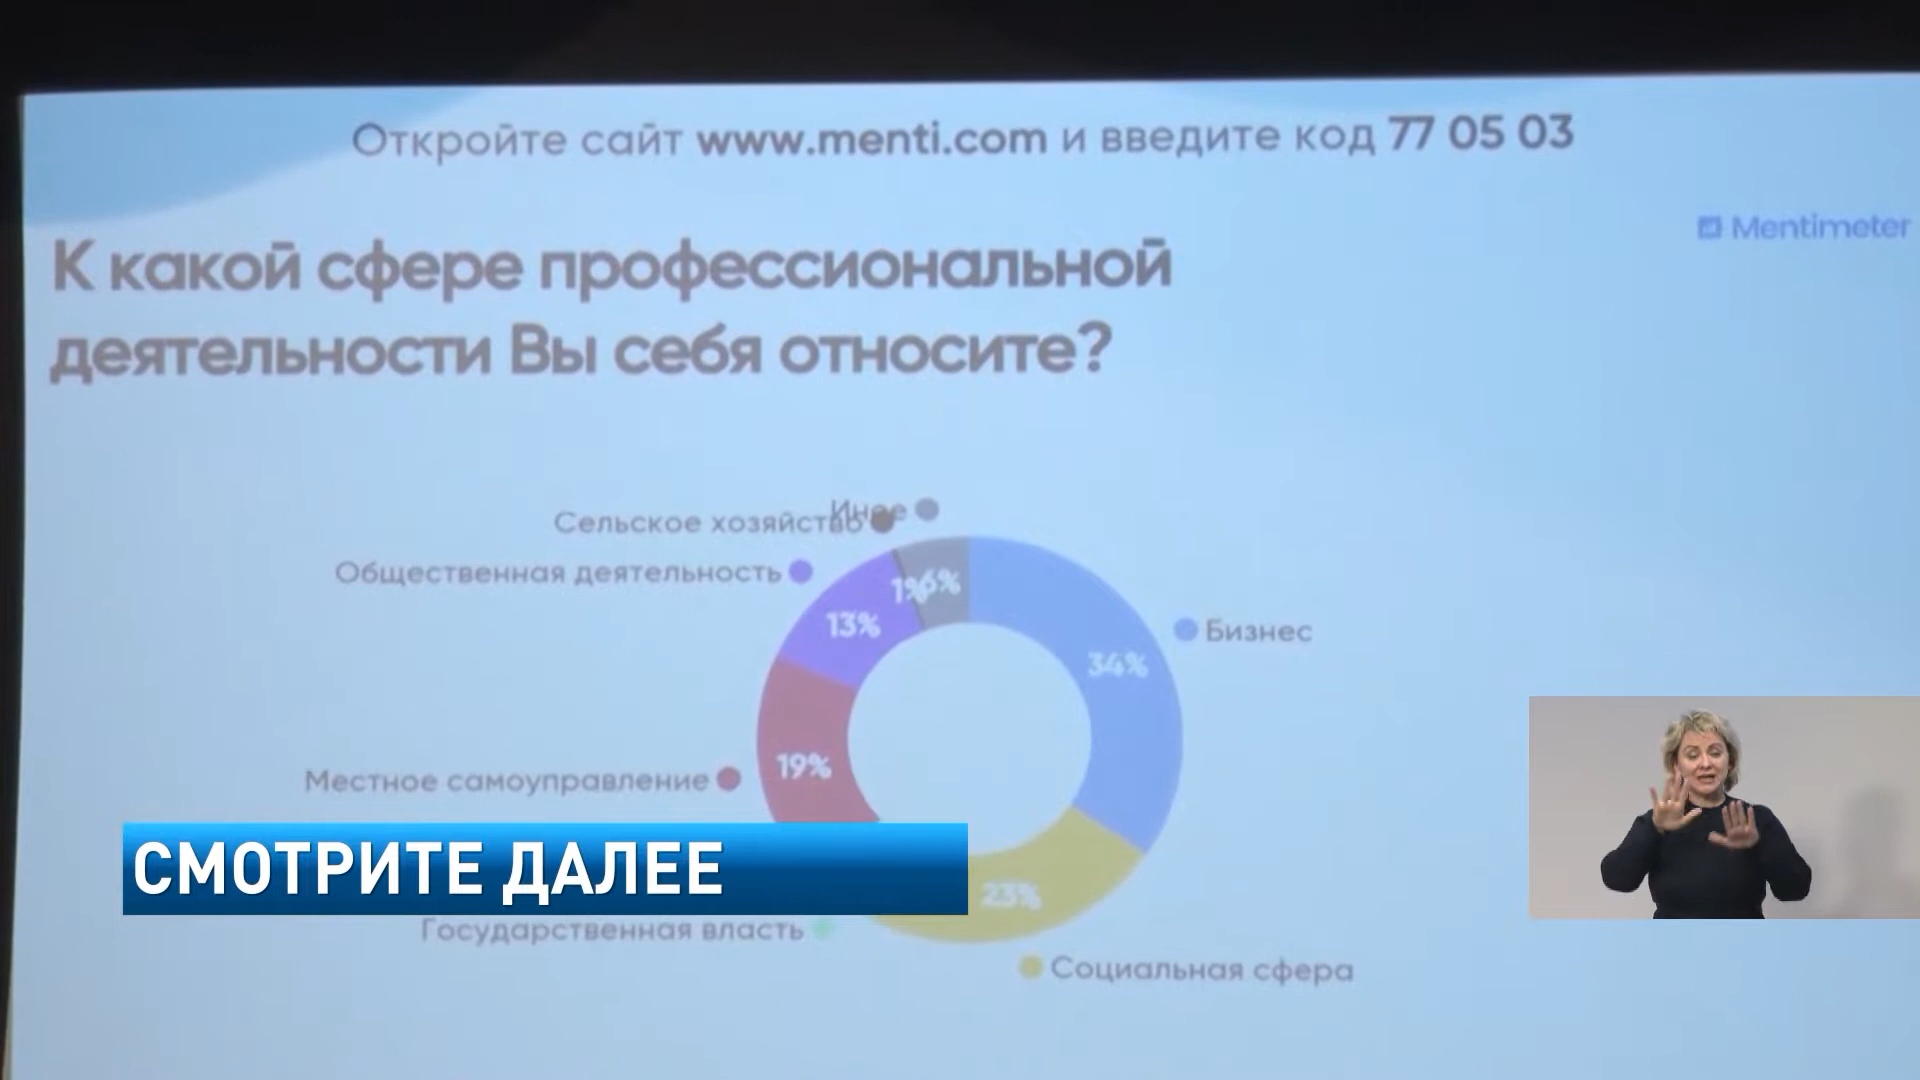 Откройте сайт www.menti.com и введите код 77 05 03
Mentimeter
К какой сфере профессиональной
деятельности Вы себя относите?
Иное
Сельское хозяйство
Общественная деятельность
1%
6%
13%
Бизнес
34%
19%
Местное самоуправление
СМОТРИТЕ ДАЛЕЕ
23%
Государственная власть
Социальная сфера